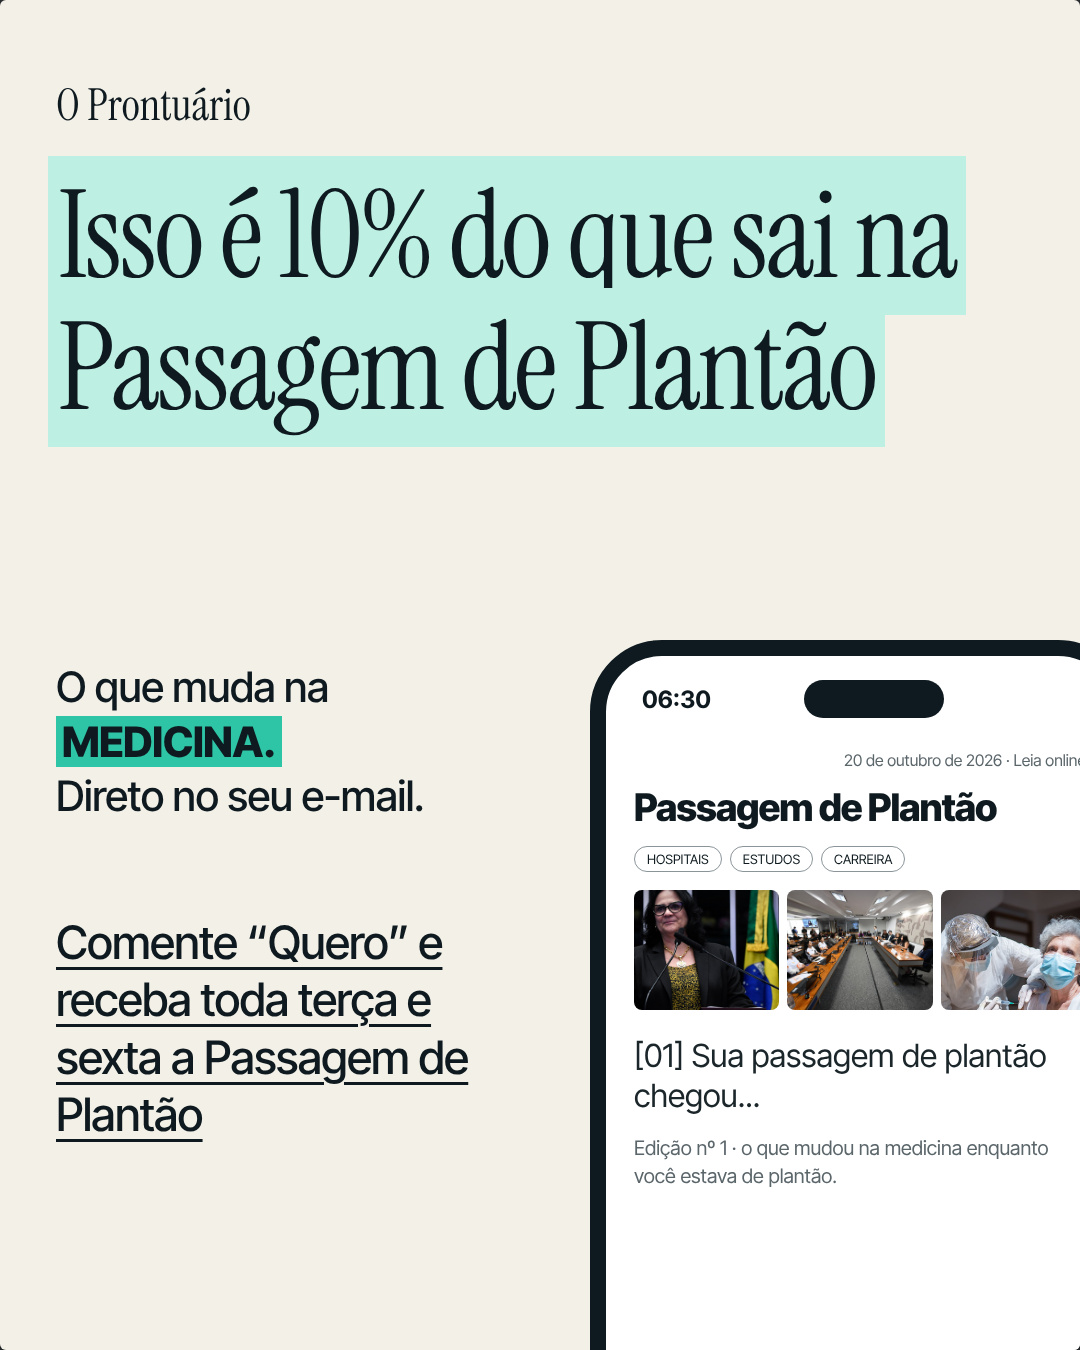 O Prontuário
Isso é 10% do que sai na
Passagem de Plantão
O que muda na
MEDICINA.
Direto no seu e-mail.
Comente “Quero” e
receba toda terça e
sexta a Passagem de
Plantão
06:30
20 de outubro de 2026 · Leia online
Passagem de Plantão
HOSPITAIS
ESTUDOS
CARREIRA
[01] Sua passagem de plantão
chegou...
Edição nº 1 · o que mudou na medicina enquanto
você estava de plantão.